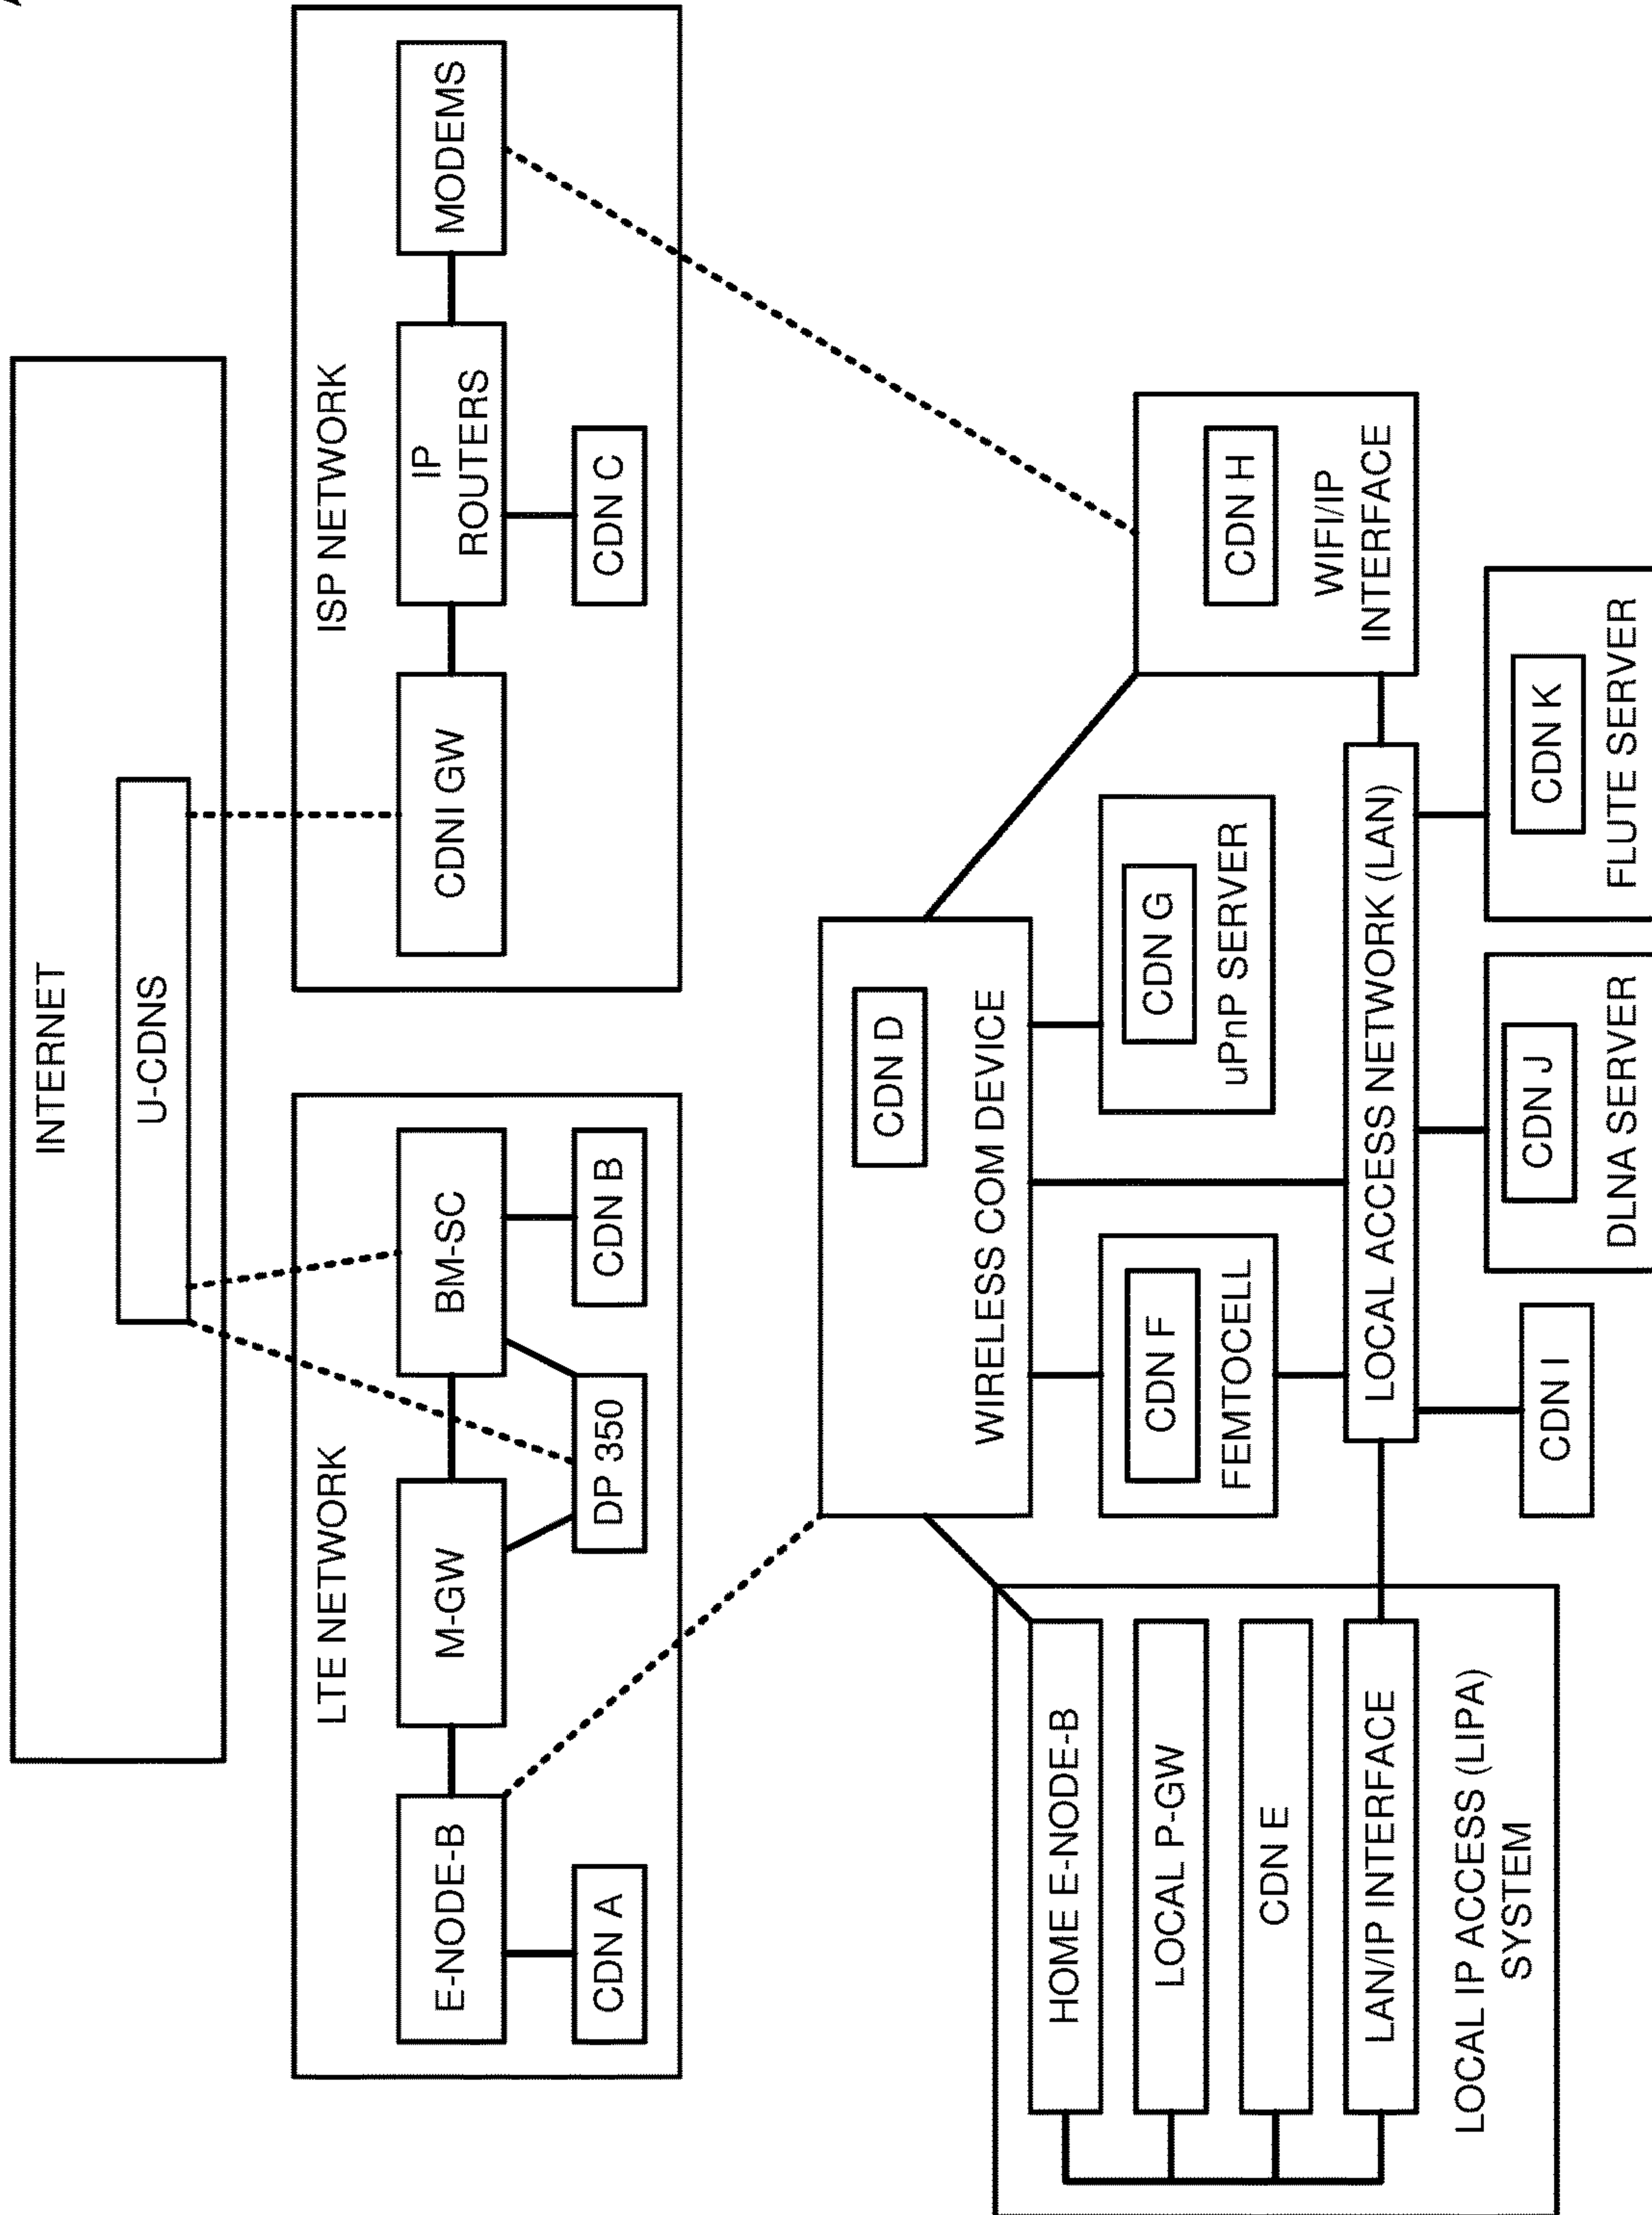 INTERNET
U-CDNS
LTE NETWORK
E-NODE-B
M-GW
BM-SC
CDN A
DP 350
CDN B
ISP NETWORK
CDNI GW
IP
ROUTERS
MODEMS
CDN C
CDN D
WIRELESS COM DEVICE
HOME E-NODE-B
LOCAL P-GW
CDN E
LAN/IP INTERFACE
LOCAL IP ACCESS (LIPA)
SYSTEM
CDN F
FEMTOCELL
CDN G
uPnP SERVER
CDN H
WIFI/IP
INTERFACE
LOCAL ACCESS NETWORK (LAN)
CDN I
CDN J
DLNA SERVER
CDN K
FLUTE SERVER